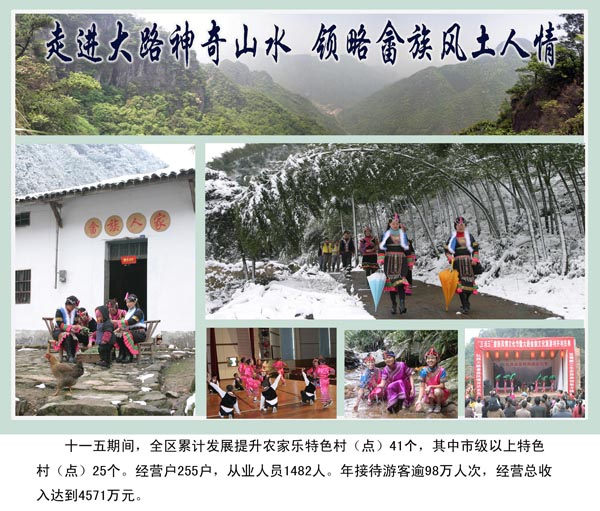 走进大路神奇山水 领略畲族风土人情
畲族人家
十一五期间，全区累计发展提升农家乐特色村（点）41个，其中市级以上特色
村（点）25个。经营户255户，从业人员1482人。年接待游客逾98万人次，经营总收
入达到4571万元。